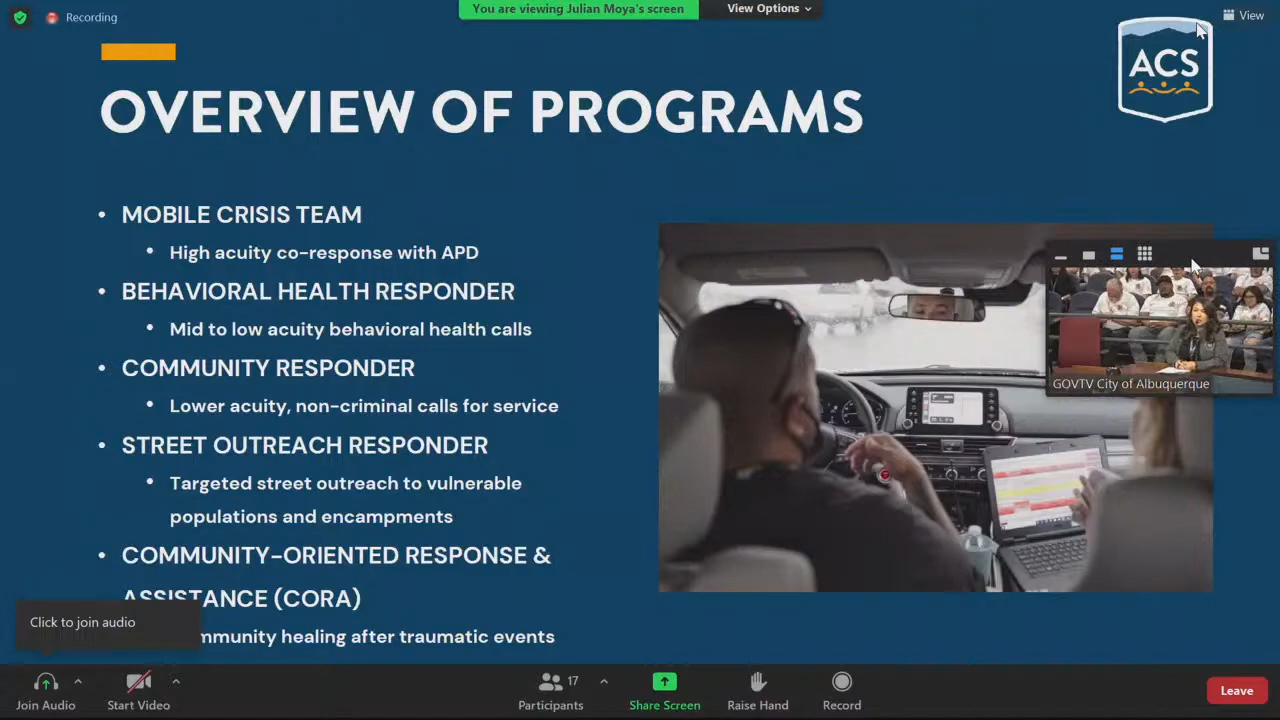 You are viewing Julian Moya's screen
View Options
Recording
View
ACS
OVERVIEW OF PROGRAMS
• MOBILE CRISIS TEAM
• High acuity co-response with APD
• BEHAVIORAL HEALTH RESPONDER
• Mid to low acuity behavioral health calls
• COMMUNITY RESPONDER
• Lower acuity, non-criminal calls for service
• STREET OUTREACH RESPONDER
• Targeted street outreach to vulnerable
populations and encampments
• COMMUNITY-ORIENTED RESPONSE &
ASSISTANCE (CORA)
mmunity healing after traumatic events
GOVTV City of Albuquerque
Click to join audio
Join Audio
Start Video
17
Participants
Share Screen
Raise Hand
Record
Leave